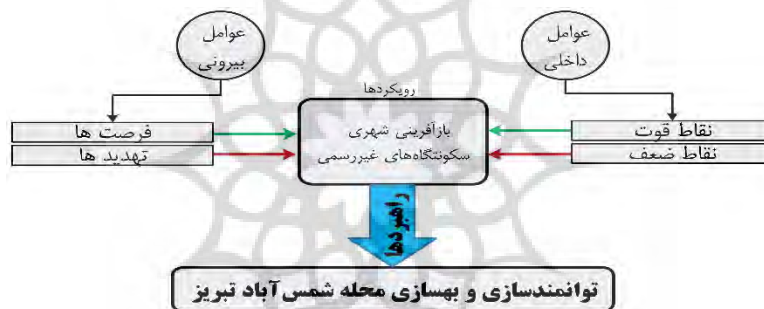 عوامل
داخلی
عوامل
بیرونی
رویکردها
نقاط قوت
نقاط ضعف
بازآفرینی شهری
سکونتگاه‌های غیررسمی
فرصت ها
تهدید ها
راهبردها
توانمندسازی و بهسازی محله شمس آباد تبریز